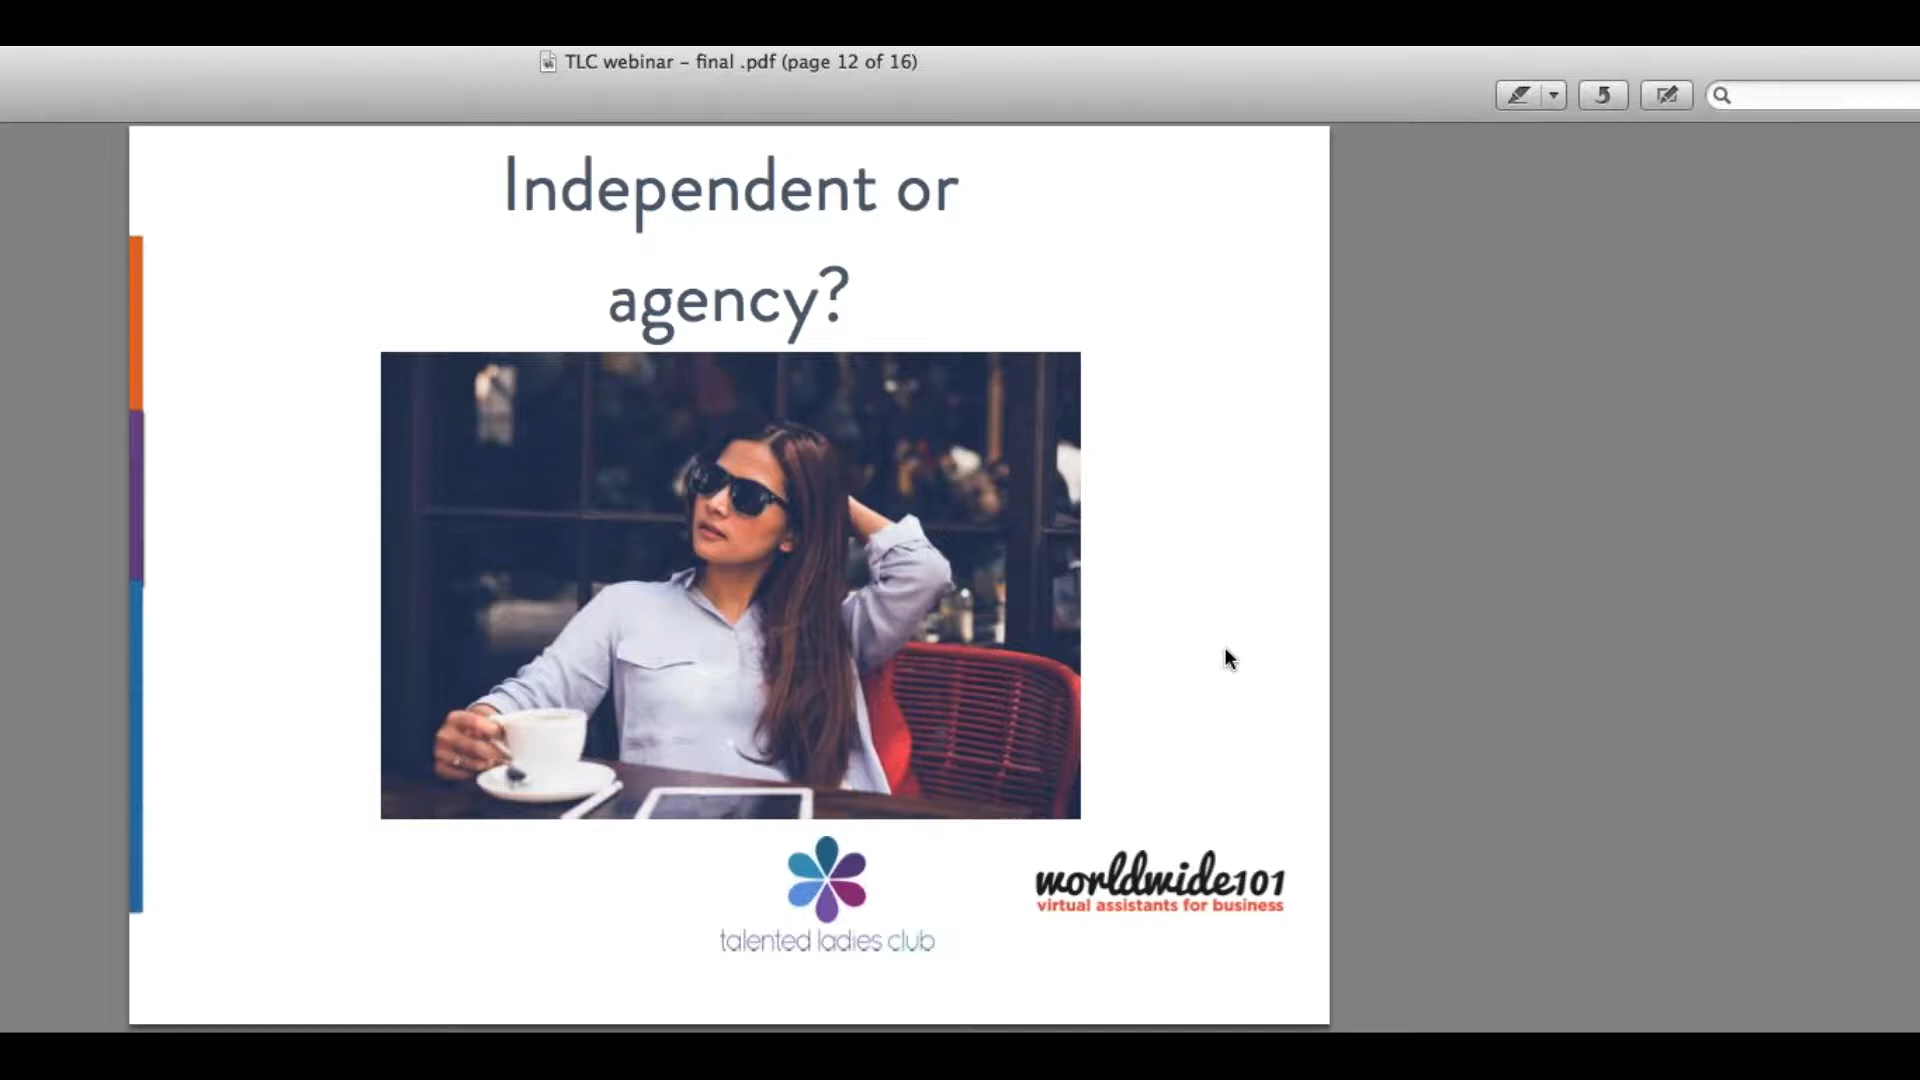 TLC webinar – final .pdf (page 12 of 16)
Independent or
agency?
talented ladies club
worldwide101
virtual assistants for business